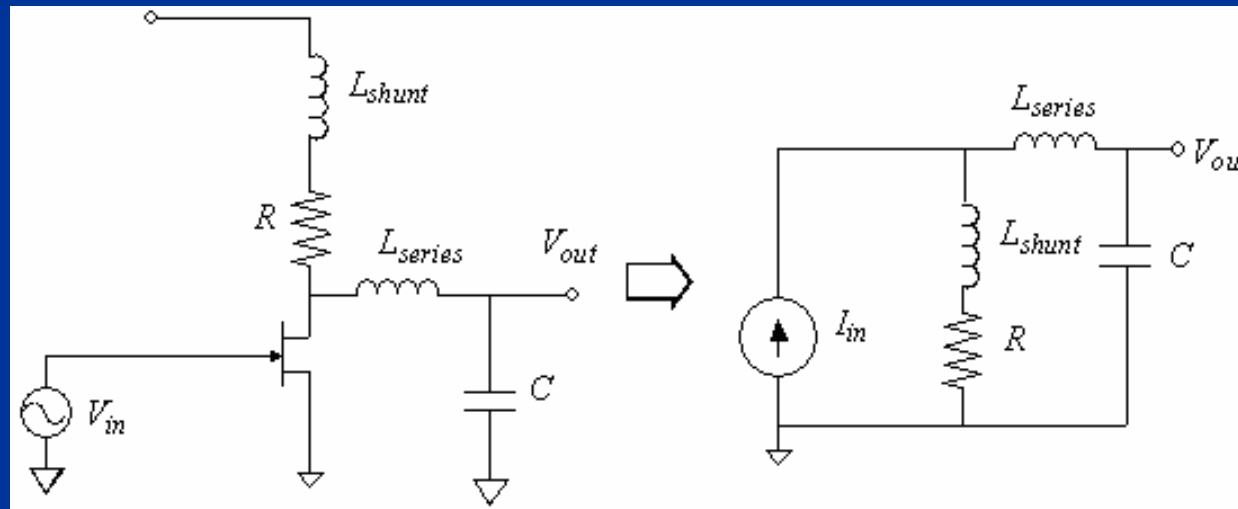 L_shunt
R
L_series
V_out
C
V_in
L_series
V_ou
L_shunt
C
I_in
R